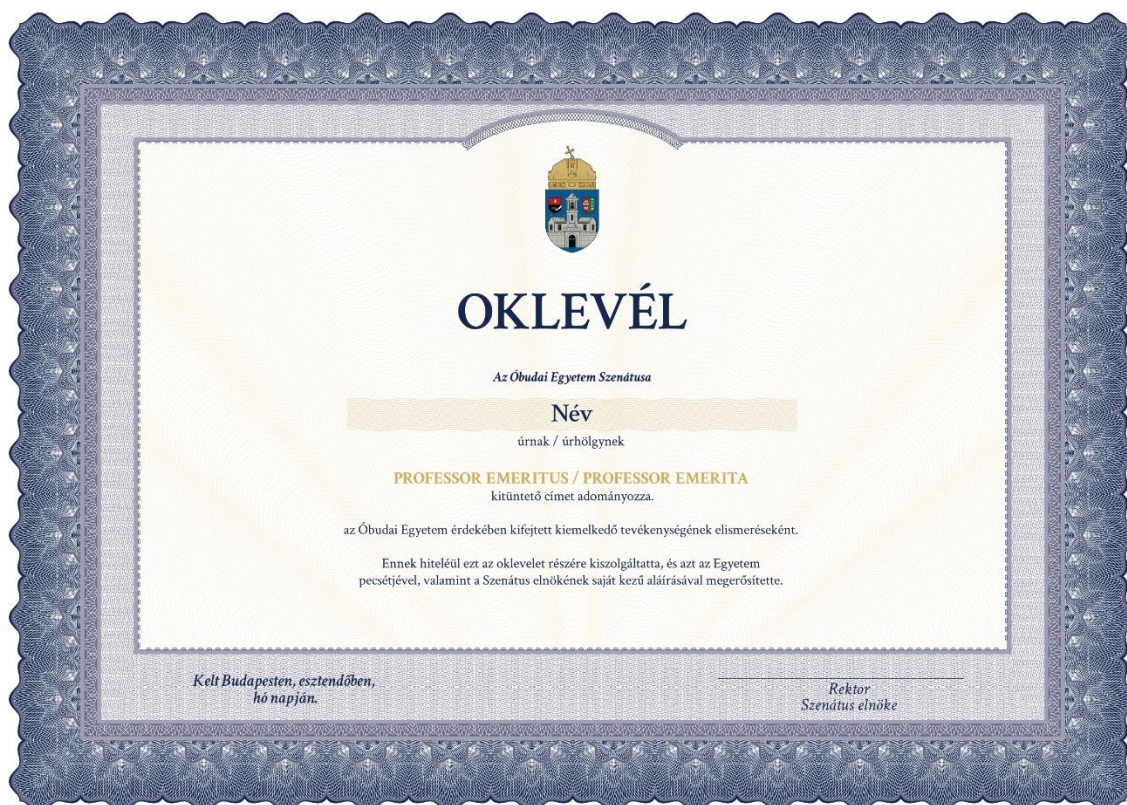 OKLEVÉL
Az Óbudai Egyetem Szenátusa
Név
úrnak / úrhölgynek
PROFESSOR EMERITUS / PROFESSOR EMERITA
kitüntető címet adományozza.
az Óbudai Egyetem érdekében kifejtett kiemelkedő tevékenységének elismeréseként.
Ennek hiteléül ezt az oklevelet részére kiszolgáltatta, és azt az Egyetem
pecsétjével, valamint a Szenátus elnökének saját kezű aláírásával megerősítette.
Kelt Budapesten, esztendőben,
hó napján.
Rektor
Szenátus elnöke